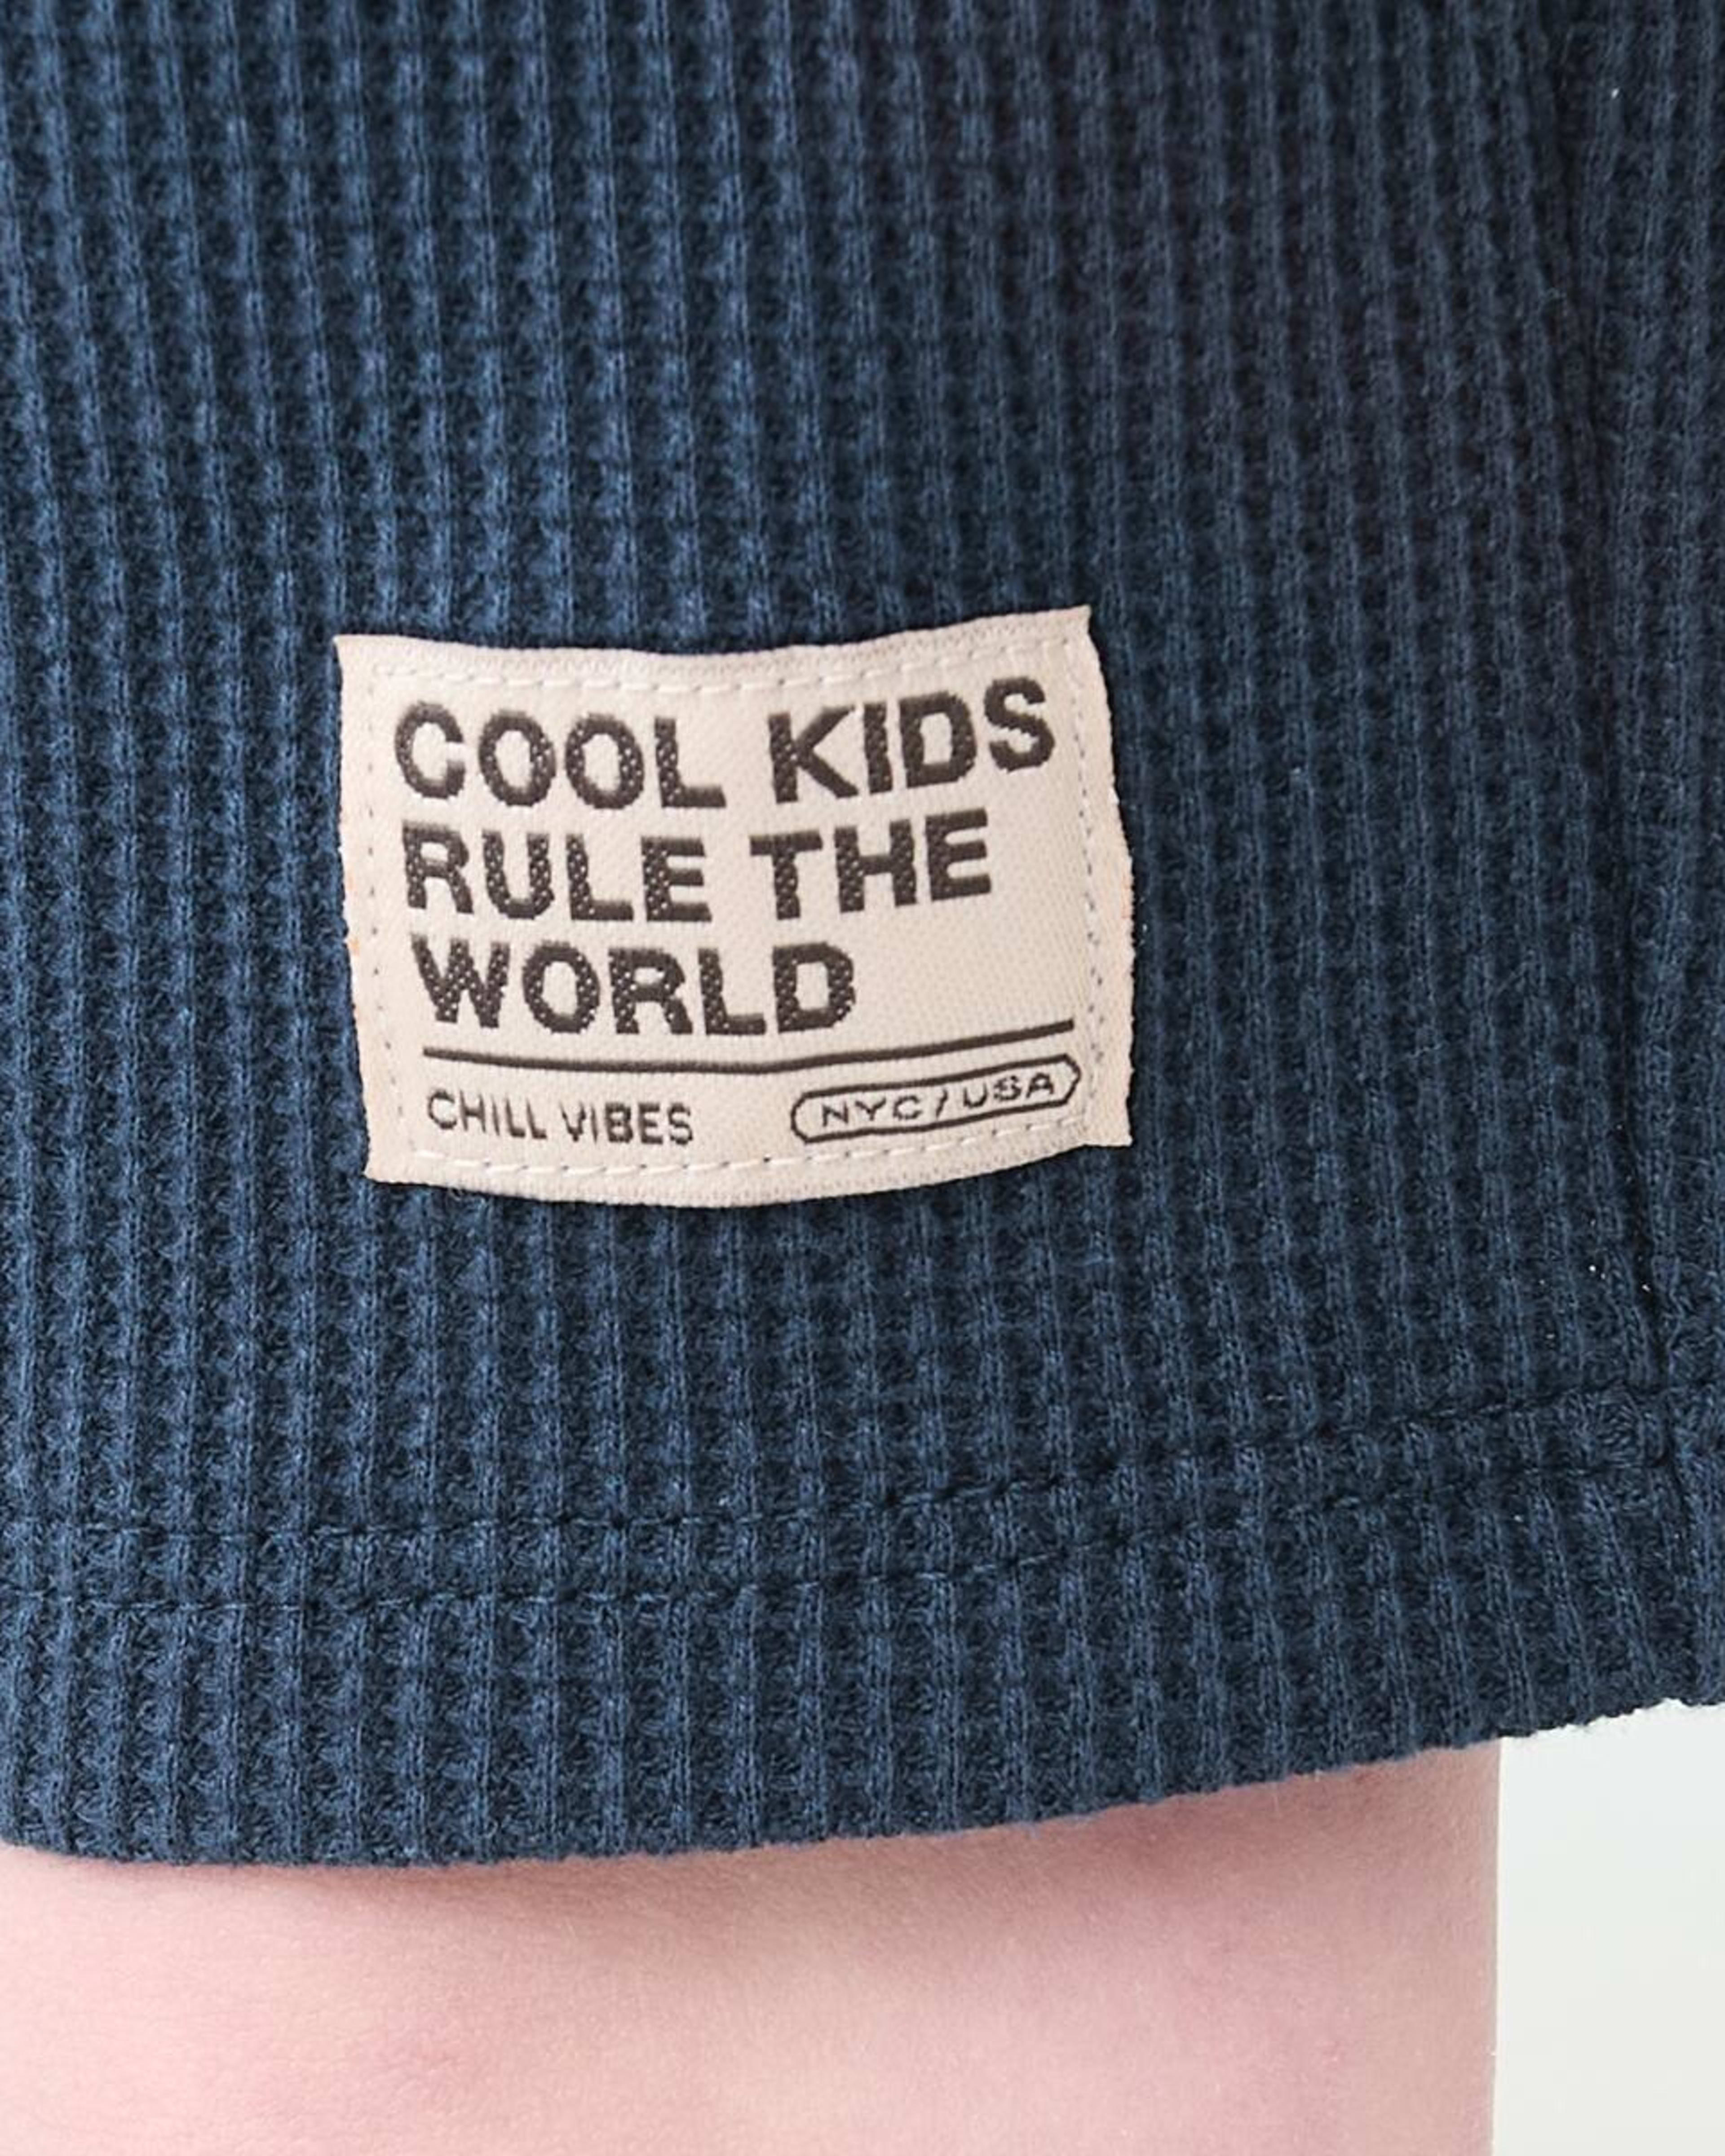 COOL KIDS
RULE THE
WORLD
CHILL VIBES NYC/USA